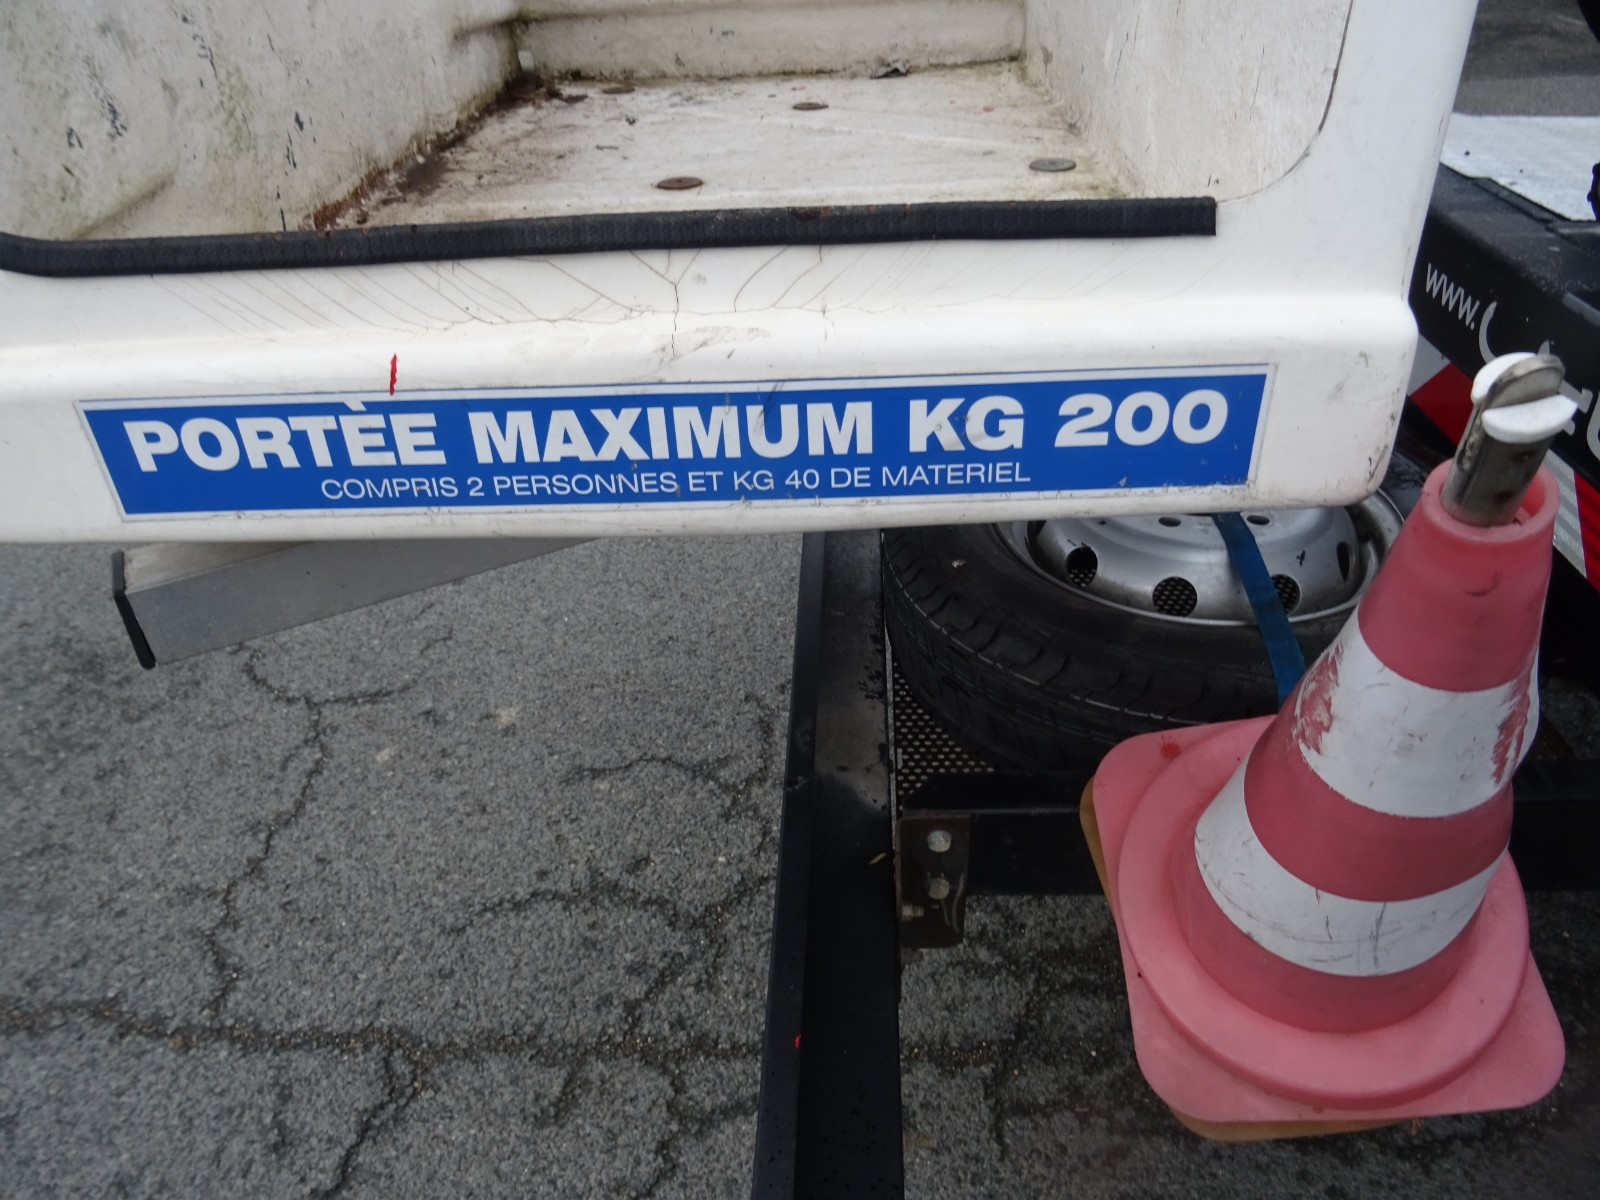 PORTÈE MAXIMUM KG 200
COMPRIS 2 PERSONNES ET KG 40 DE MATERIEL
www.